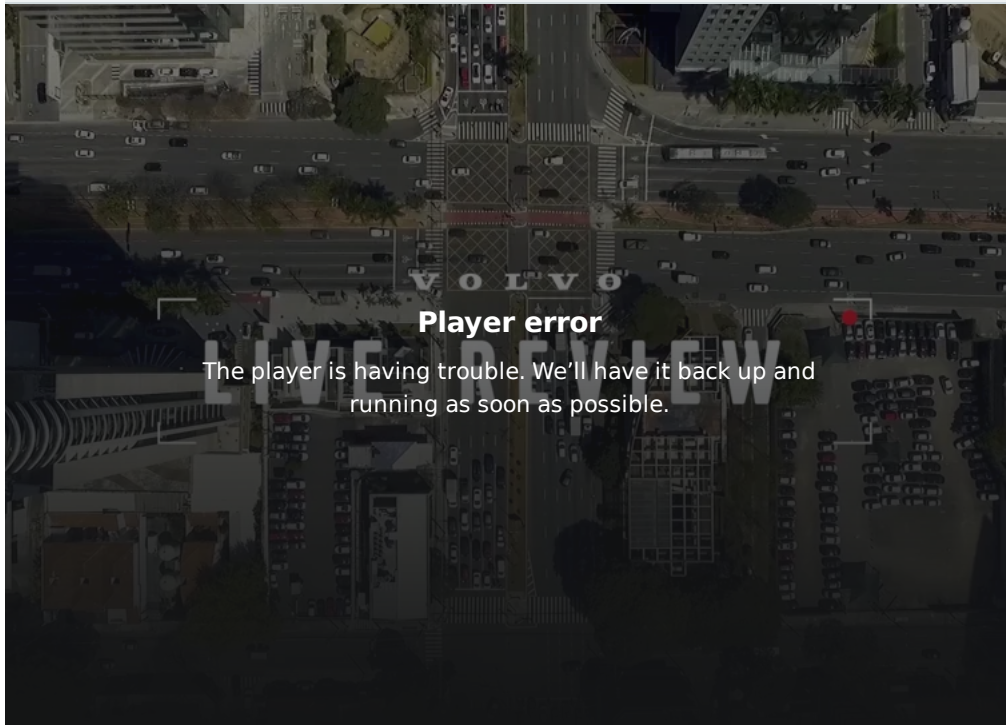 VOLVO
Player error
LIVE REVIEW
The player is having trouble. We’ll have it back up and
running as soon as possible.